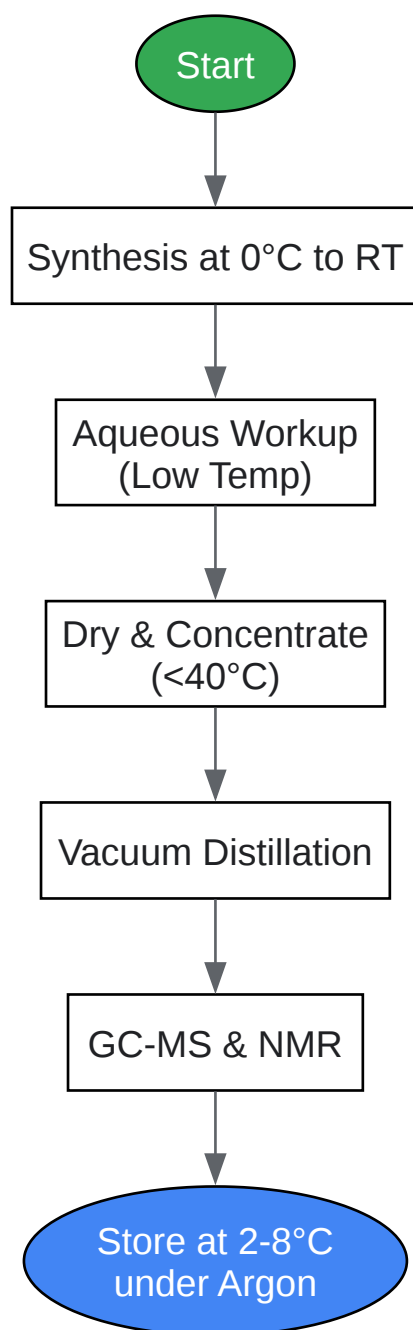 Start
Synthesis at 0°C to RT
Aqueous Workup
(Low Temp)
Dry & Concentrate
(<40°C)
Vacuum Distillation
GC-MS & NMR
Store at 2-8°C
under Argon